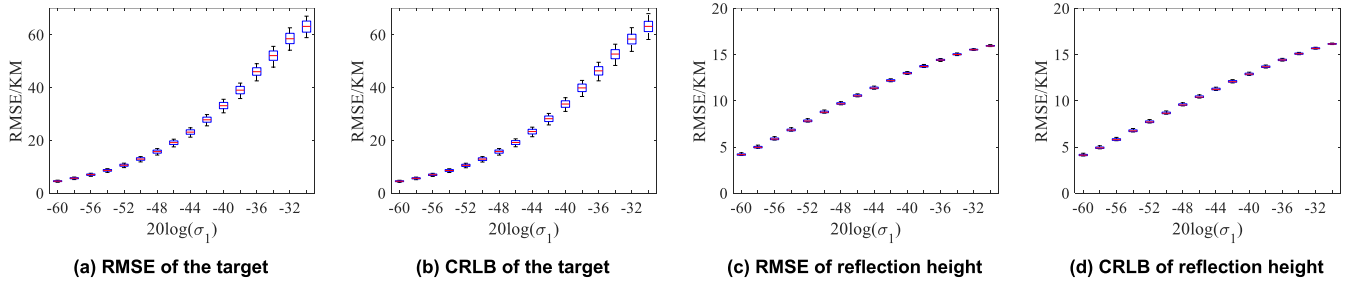 RMSE/KM
60
40
20
0
-60 -56 -52 -48 -44 -40 -36 -32
20log(σ1)
(a) RMSE of the target
RMSE/KM
60
40
20
0
-60 -56 -52 -48 -44 -40 -36 -32
20log(σ1)
(b) CRLB of the target
RMSE/KM
20
15
10
5
0
-60 -56 -52 -48 -44 -40 -36 -32
20log(σ1)
(c) RMSE of reflection height
RMSE/KM
20
15
10
5
0
-60 -56 -52 -48 -44 -40 -36 -32
20log(σ1)
(d) CRLB of reflection height